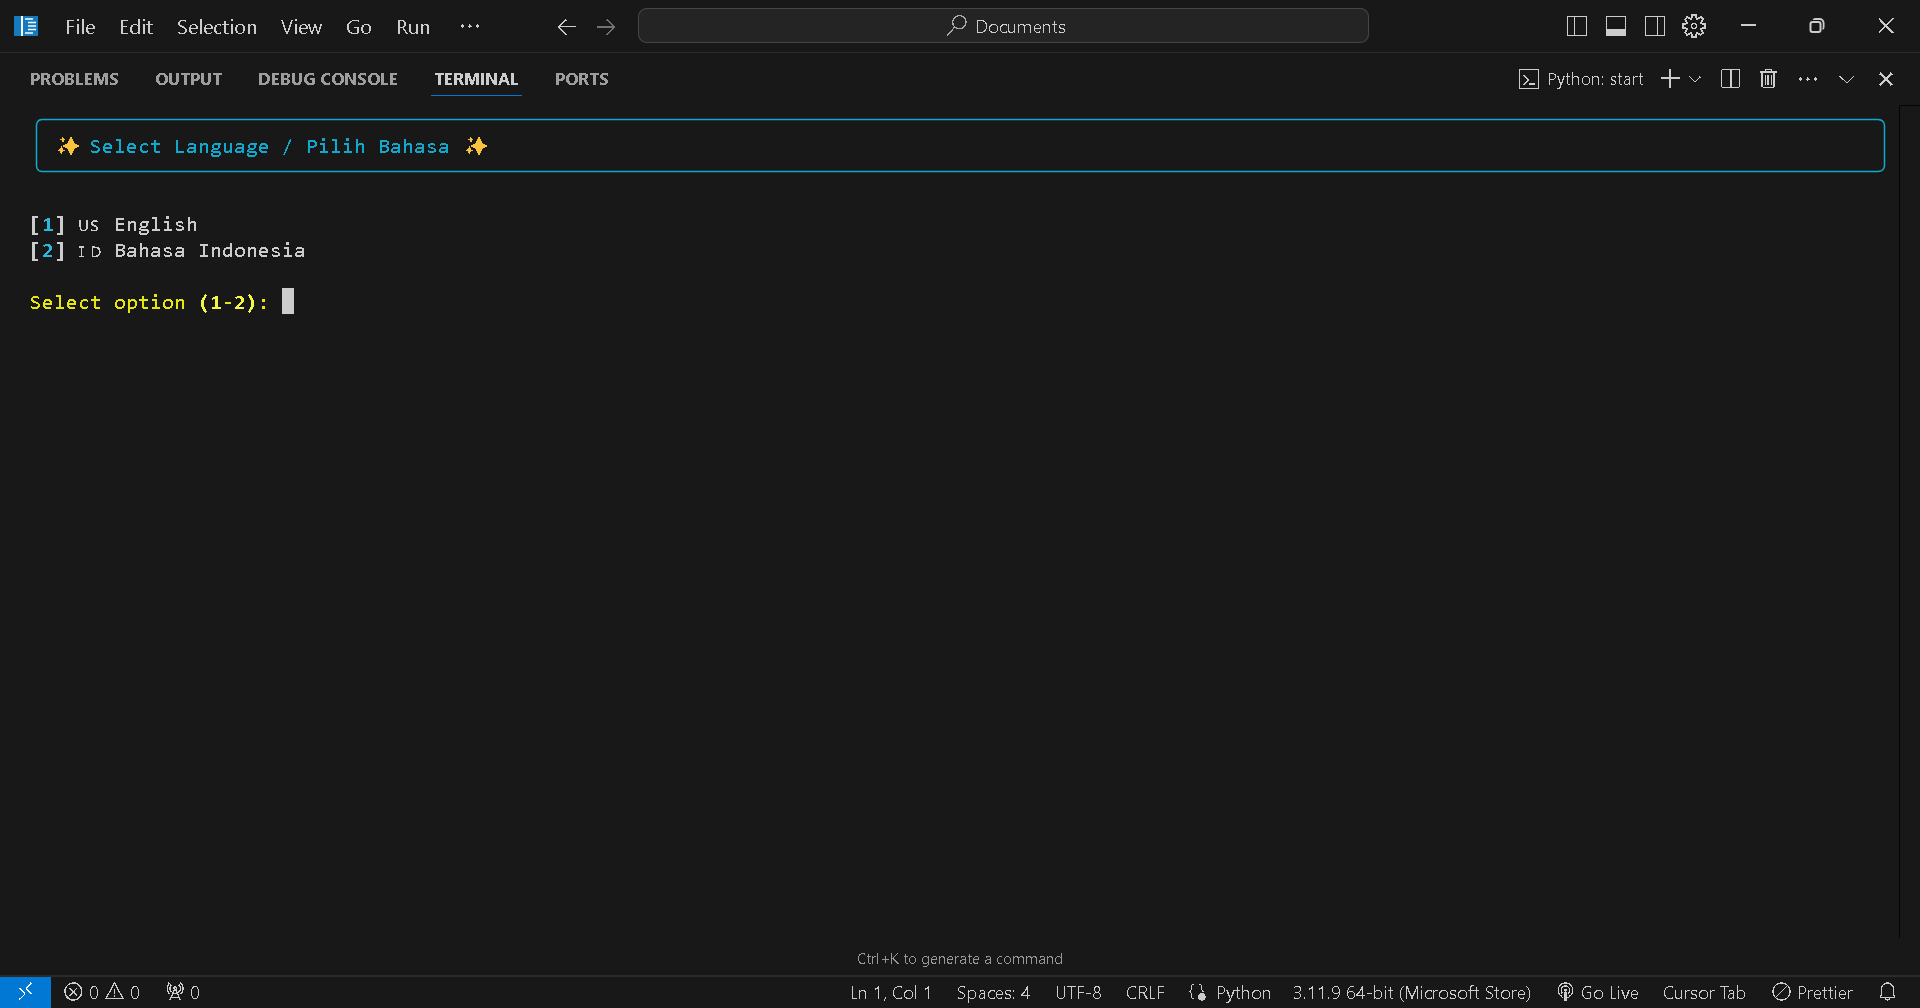 File Edit Selection View Go Run ··· Documents
PROBLEMS OUTPUT DEBUG CONSOLE TERMINAL PORTS Python: start
✨ Select Language / Pilih Bahasa ✨
[1] US English
[2] ID Bahasa Indonesia
Select option (1-2):
Ctrl+K to generate a command
0 0 0 Ln 1, Col 1 Spaces: 4 UTF-8 CRLF Python 3.11.9 64-bit (Microsoft Store) Go Live Cursor Tab Prettier